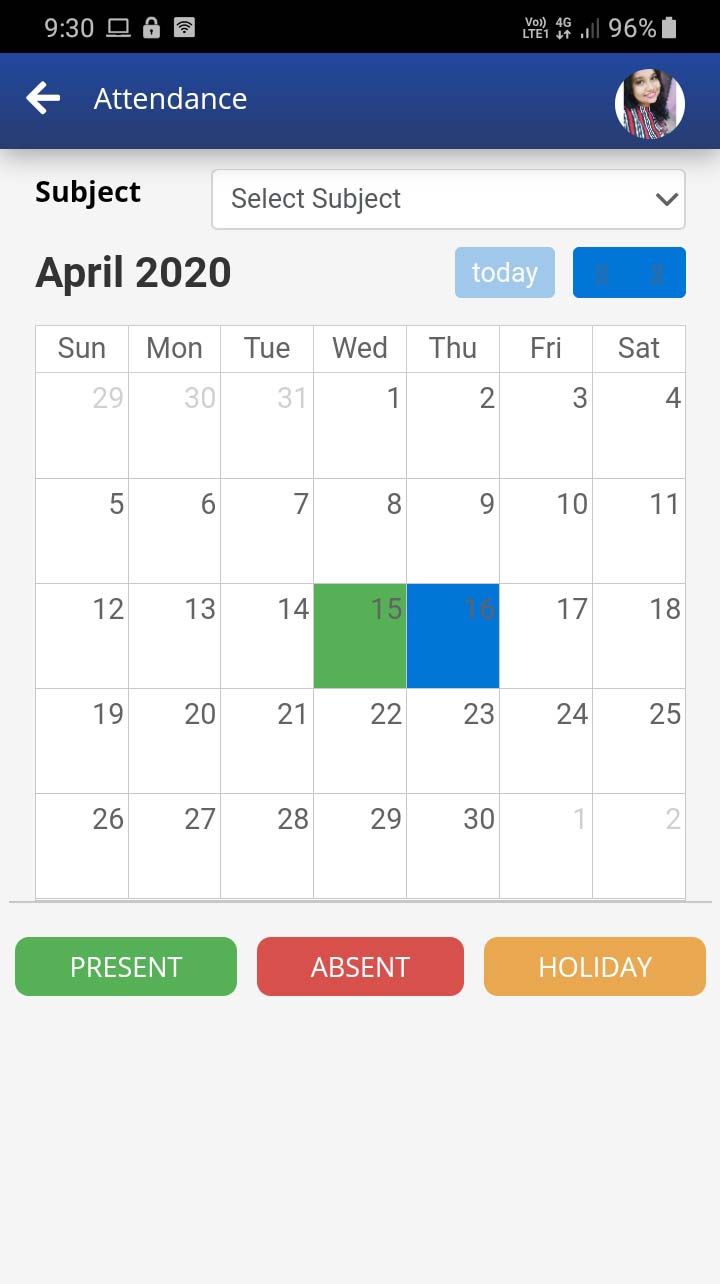 9:30 Vo)) LTE1 4G 96%
Attendance
Subject Select Subject
April 2020 today
Sun Mon Tue Wed Thu Fri Sat
29 30 31 1 2 3 4
5 6 7 8 9 10 11
12 13 14 15 16 17 18
19 20 21 22 23 24 25
26 27 28 29 30 1 2
PRESENT ABSENT HOLIDAY